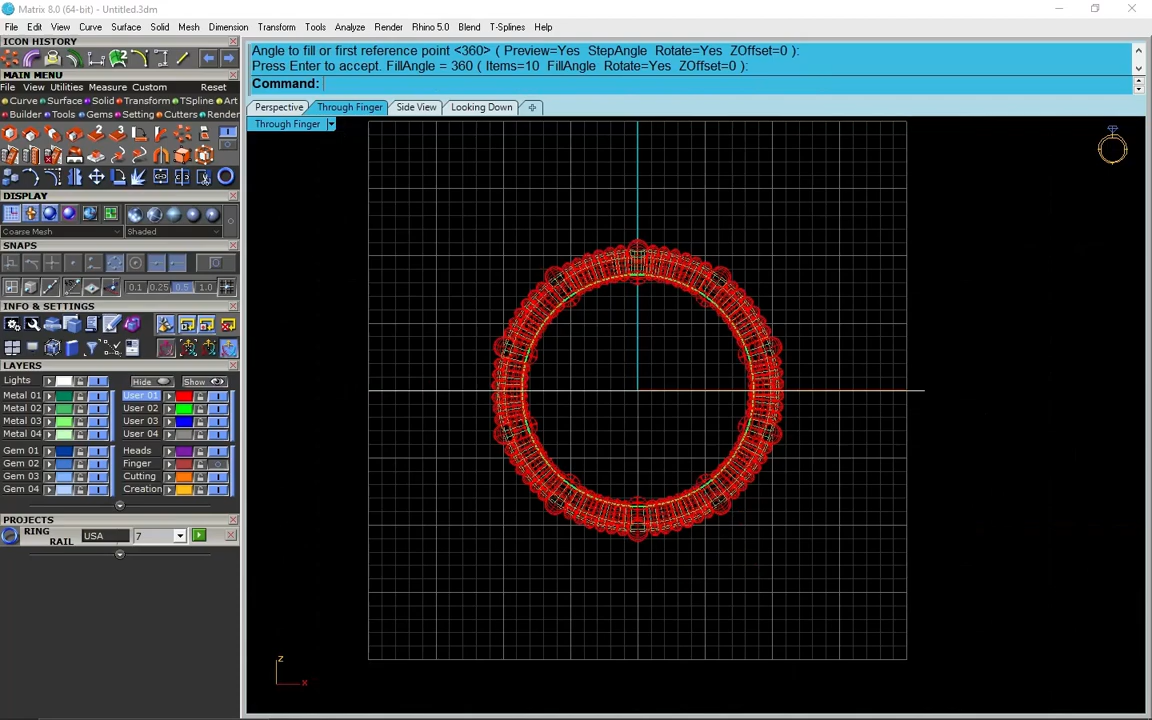 Matrix 8.0 (64-bit) - Untitled.3dm
File Edit View Curve Surface Solid Mesh Dimension Transform Tools Analyze Render Rhino 5.0 Blend T-Splines Help
ICON HISTORY
MAIN MENU
File View Measure Custom Reset
Curve Surface Solid Transform TSpline Art
Builder Tools Gems Setting Cutters Render
DISPLAY
Coarse Mesh Shaded
SNAPS
0.1 0.25 0.5 1.0
INFO & SETTINGS
LAYERS
Lights Hide Show
Metal 01 User 01
Metal 02 User 02
Metal 03 User 03
Metal 04 User 04
Gem 01 Heads
Gem 02 Finger
Gem 03 Cutting
Gem 04 Creation
PROJECTS
RING RAIL USA 7
Angle to fill or first reference point <360> ( Preview=Yes StepAngle Rotate=Yes ZOffset=0 ):
Press Enter to accept. FillAngle = 360 ( Items=10 FillAngle Rotate=Yes ZOffset=0 ):
Command:
Perspective Through Finger Side View Looking Down
Through Finger
z
x